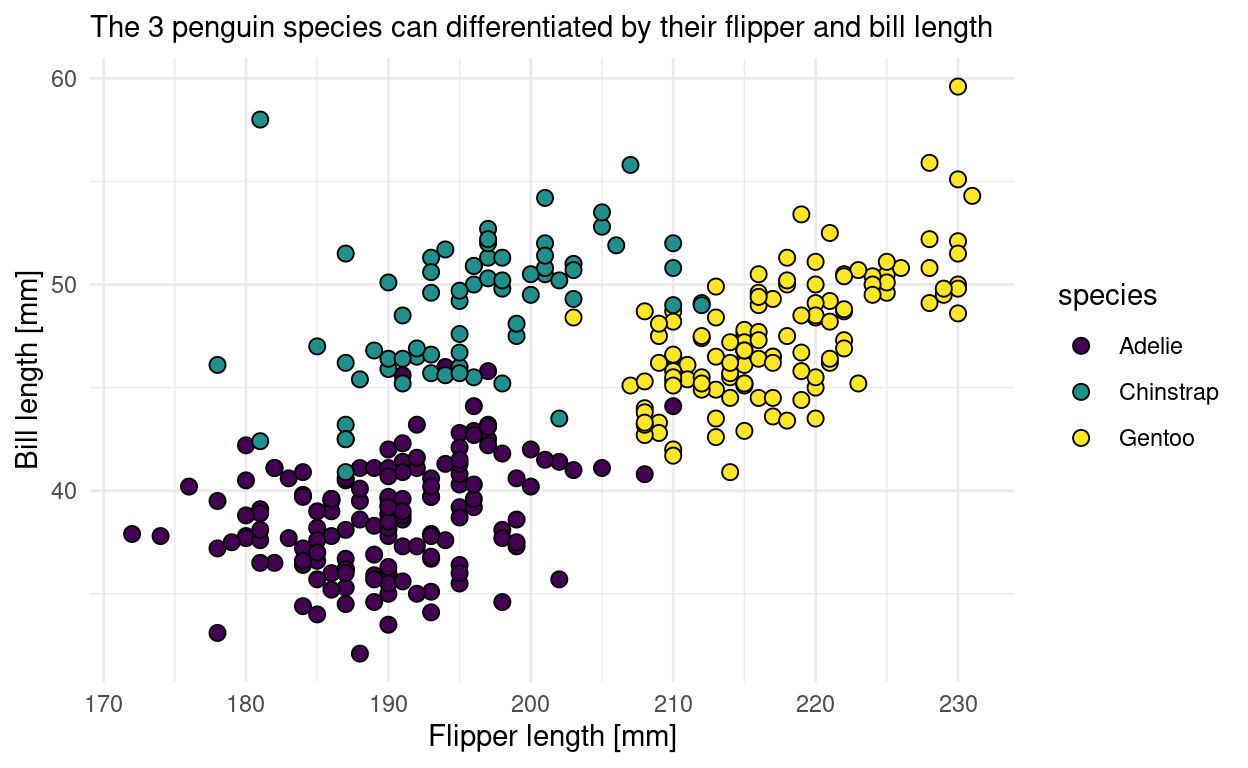 The 3 penguin species can differentiated by their flipper and bill length
60
50
40
Bill length [mm]
170 180 190 200 210 220 230
Flipper length [mm]
species
Adelie
Chinstrap
Gentoo